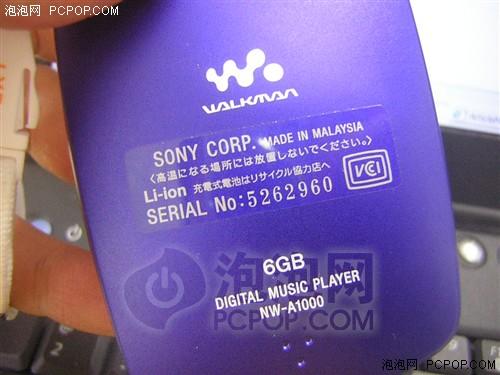 泡泡网 PCPOP.COM
WALKMAN
SONY CORP. MADE IN MALAYSIA
〈高温になる場所には放置しないでください。〉
Li-ion 充電式電池はリサイクル協力店へ
VCCI
SERIAL No:5262960
6GB
DIGITAL MUSIC PLAYER
NW-A1000
泡泡网
PCPOP.COM
泡泡网 PCPOP.COM